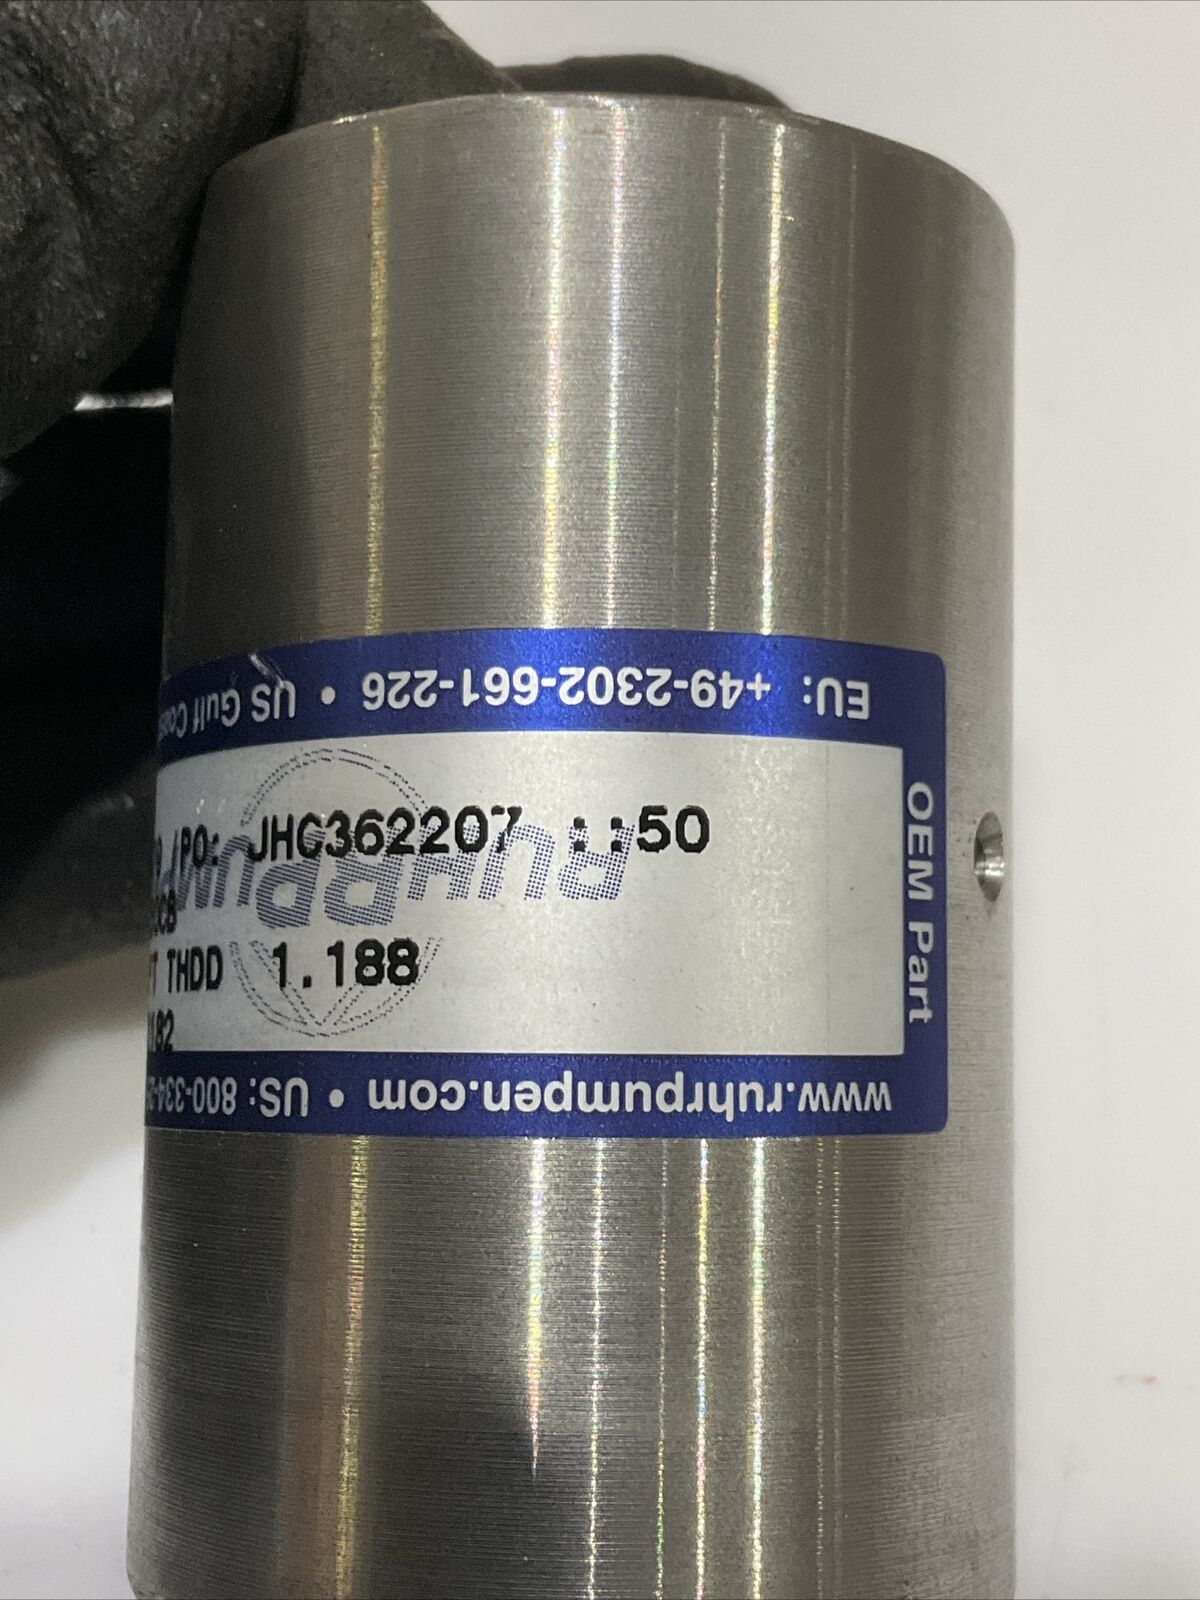 EU: +49-2302-661-226 • US Gulf
PO: JHC362207 ::50
RUHRPUMPEN
THDD 1.188
www.ruhrpumpen.com • US: 800-334-
OEM Part